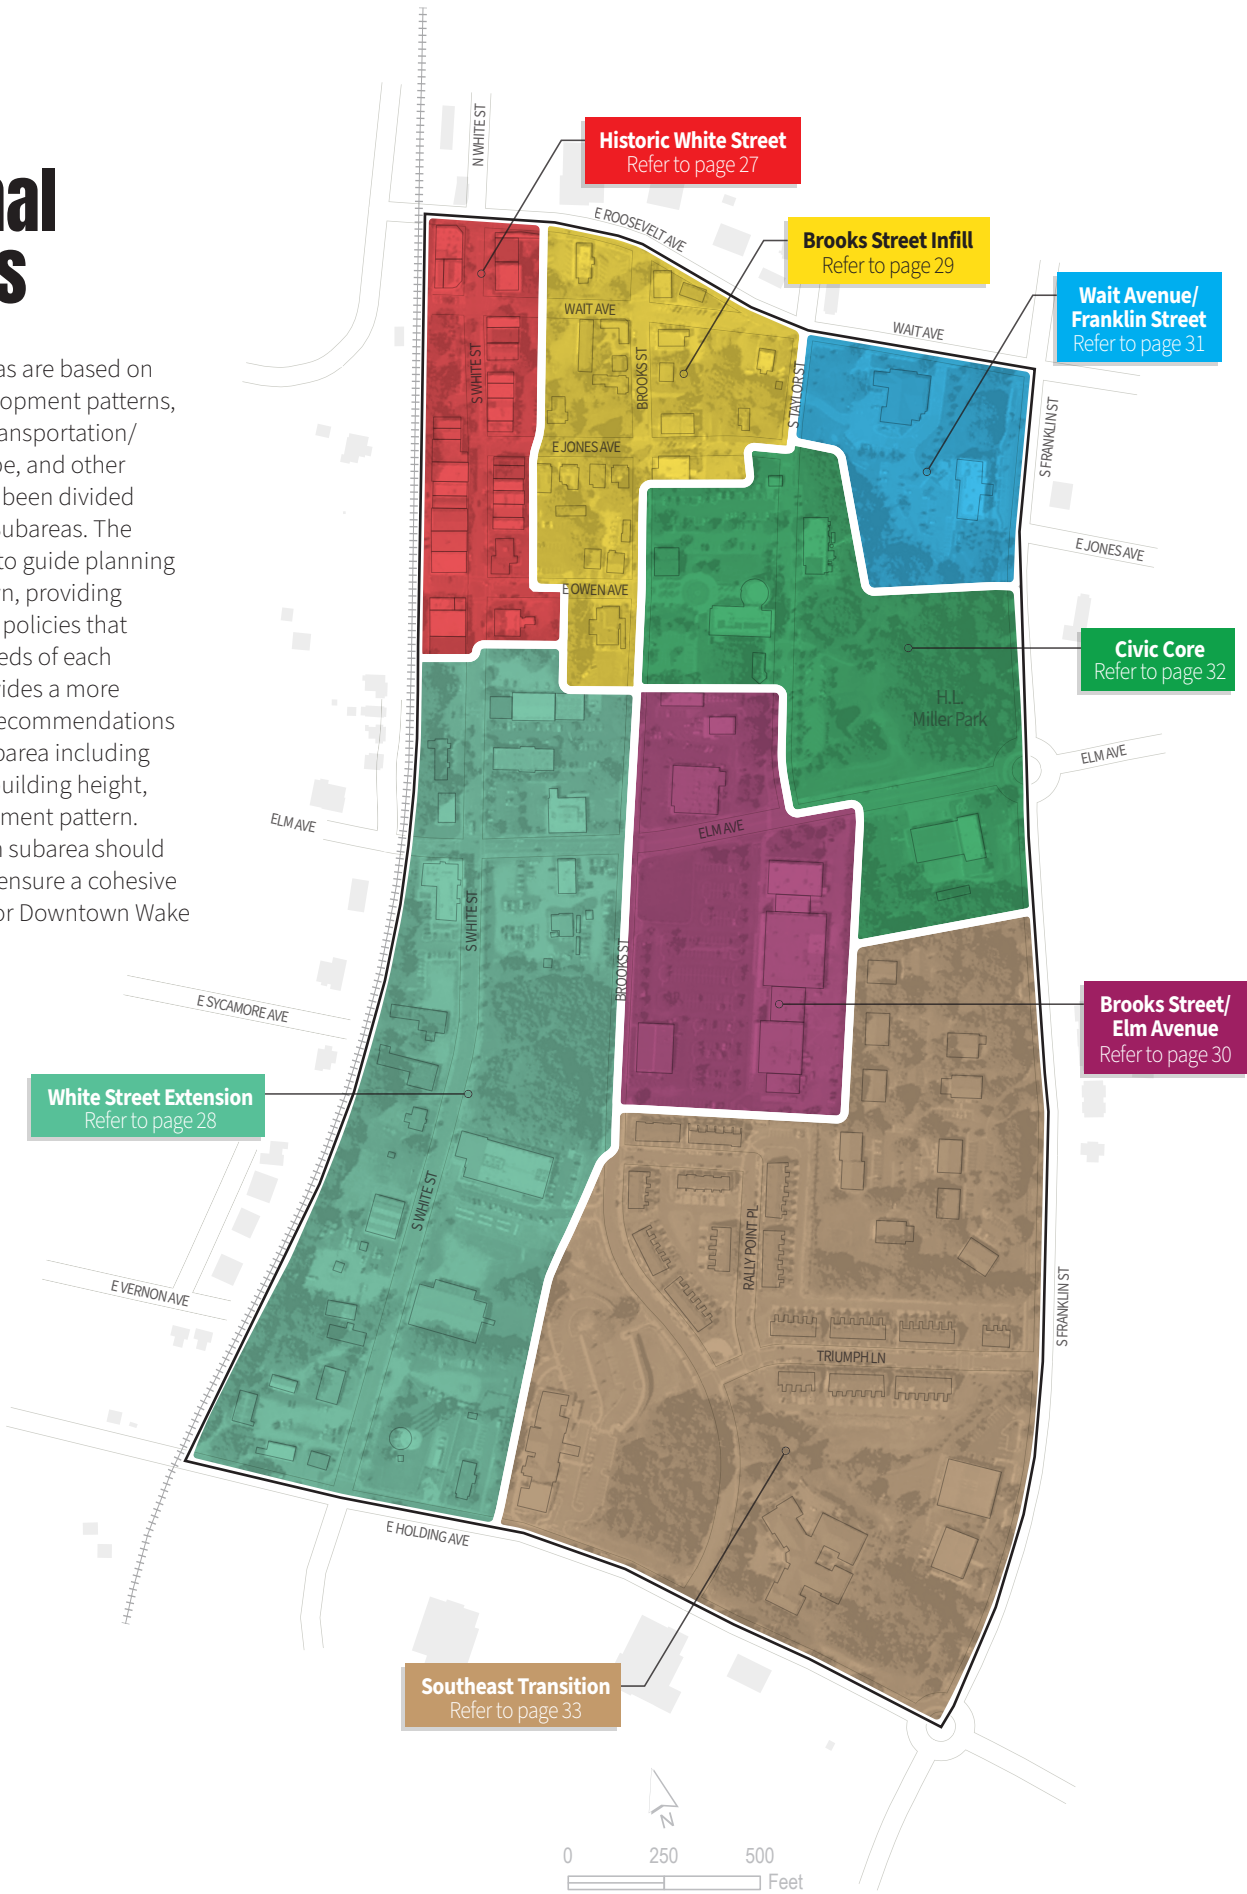 nal
s
as are based on
opment patterns,
ansportation/
pe, and other
been divided
subareas. The
to guide planning
n, providing
policies that
eds of each
vides a more
ecommendations
barea including
uilding height,
ment pattern.
n subarea should
ensure a cohesive
or Downtown Wake
Historic White Street
Refer to page 27
Brooks Street Infill
Refer to page 29
Wait Avenue/
Franklin Street
Refer to page 31
Civic Core
Refer to page 32
Brooks Street/
Elm Avenue
Refer to page 30
White Street Extension
Refer to page 28
Southeast Transition
Refer to page 33
N WHITE ST
E ROOSEVELT AVE
WAIT AVE
WAIT AVE
S WHITE ST
BROOKS ST
S TAYLOR ST
S FRANKLIN ST
E JONES AVE
E JONES AVE
E OWEN AVE
H.L.
Miller Park
ELM AVE
ELM AVE
ELM AVE
S WHITE ST
BROOKS ST
E SYCAMORE AVE
S WHITE ST
RALLY POINT PL
E VERNON AVE
S FRANKLIN ST
TRIUMPH LN
E HOLDING AVE
N
0 250 500
Feet